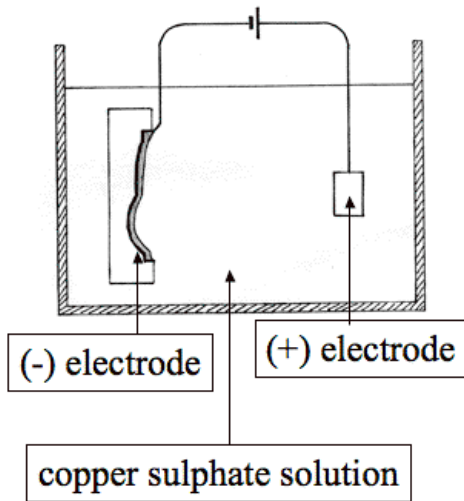 (-) electrode
(+) electrode
copper sulphate solution